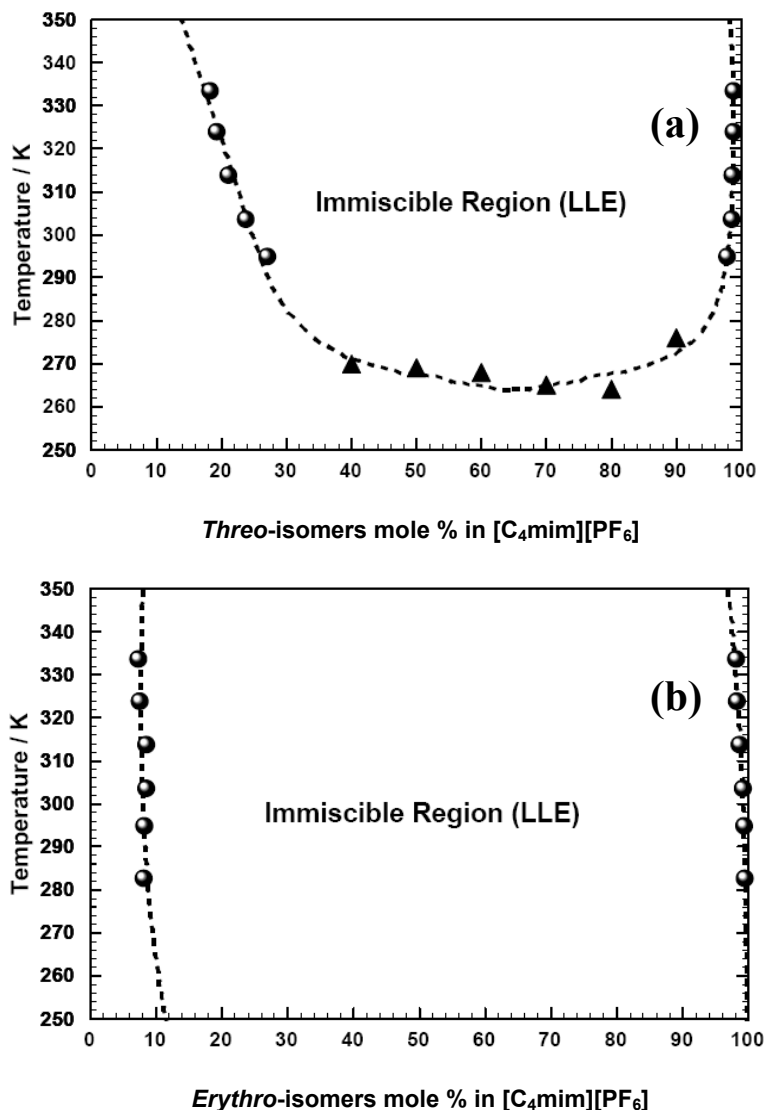 350
340
330
320
310
300
290
280
270
260
250
Temperature / K
(a)
Immiscible Region (LLE)
0 10 20 30 40 50 60 70 80 90 100
Threo-isomers mole % in [C₄mim][PF₆]
350
340
330
320
310
300
290
280
270
260
250
Temperature / K
(b)
Immiscible Region (LLE)
0 10 20 30 40 50 60 70 80 90 100
Erythro-isomers mole % in [C₄mim][PF₆]